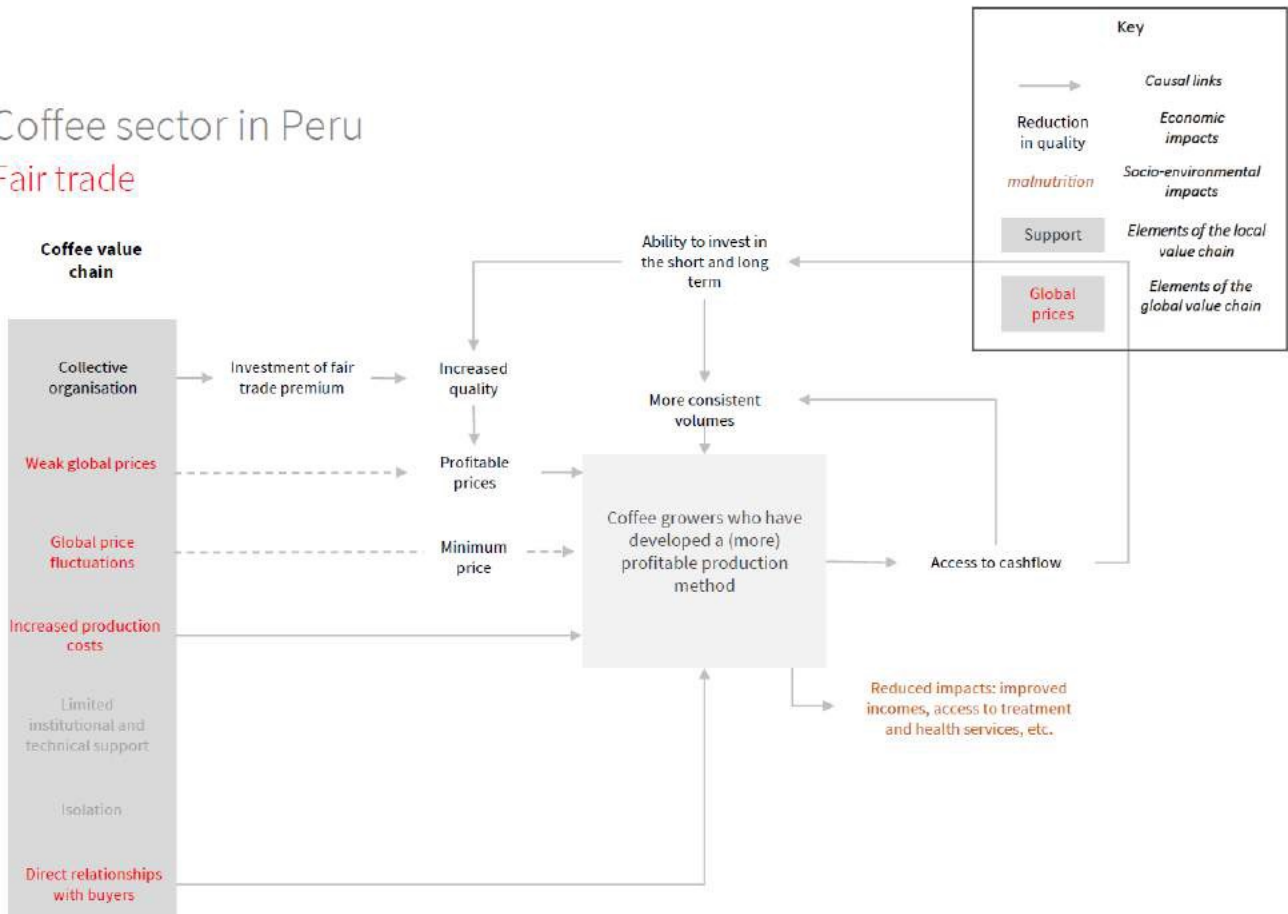 Coffee sector in Peru
Fair trade
Key
Causal links
Reduction
in quality
Economic
impacts
malnutrition
Socio-environmental
impacts
Support
Elements of the local
value chain
Global
prices
Elements of the
global value chain
Coffee value
chain
Ability to invest in
the short and long
term
Collective
organisation
Investment of fair
trade premium
Increased
quality
More consistent
volumes
Weak global prices
Profitable
prices
Global price
fluctuations
Minimum
price
Coffee growers who have
developed a (more)
profitable production
method
Access to cashflow
Increased production
costs
Limited
institutional and
technical support
Reduced impacts: improved
incomes, access to treatment
and health services, etc.
Isolation
Direct relationships
with buyers